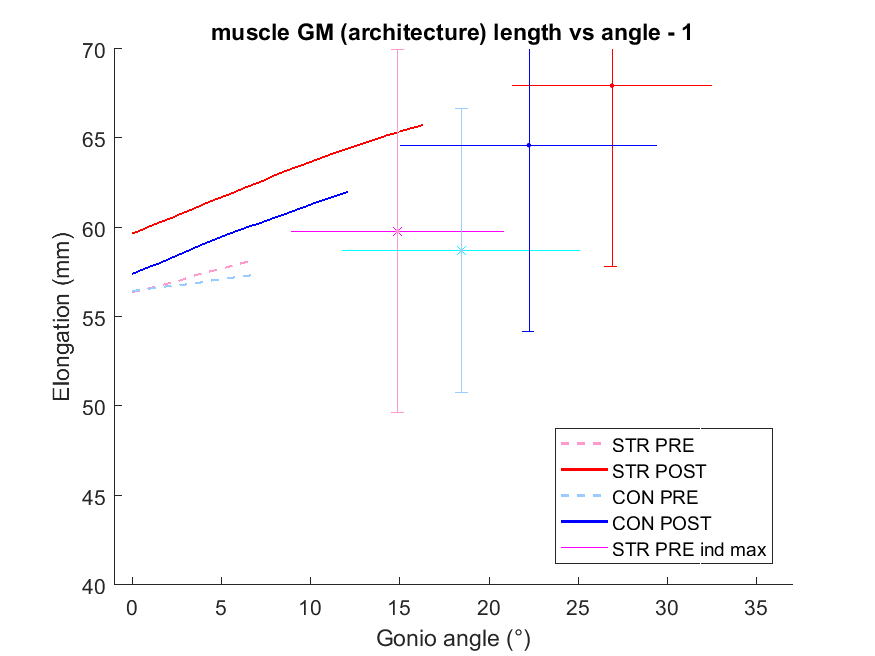 muscle GM (architecture) length vs angle - 1
70
65
60
55
50
45
40
Elongation (mm)
0 5 10 15 20 25 30 35
Gonio angle (°)
STR PRE
STR POST
CON PRE
CON POST
STR PRE ind max